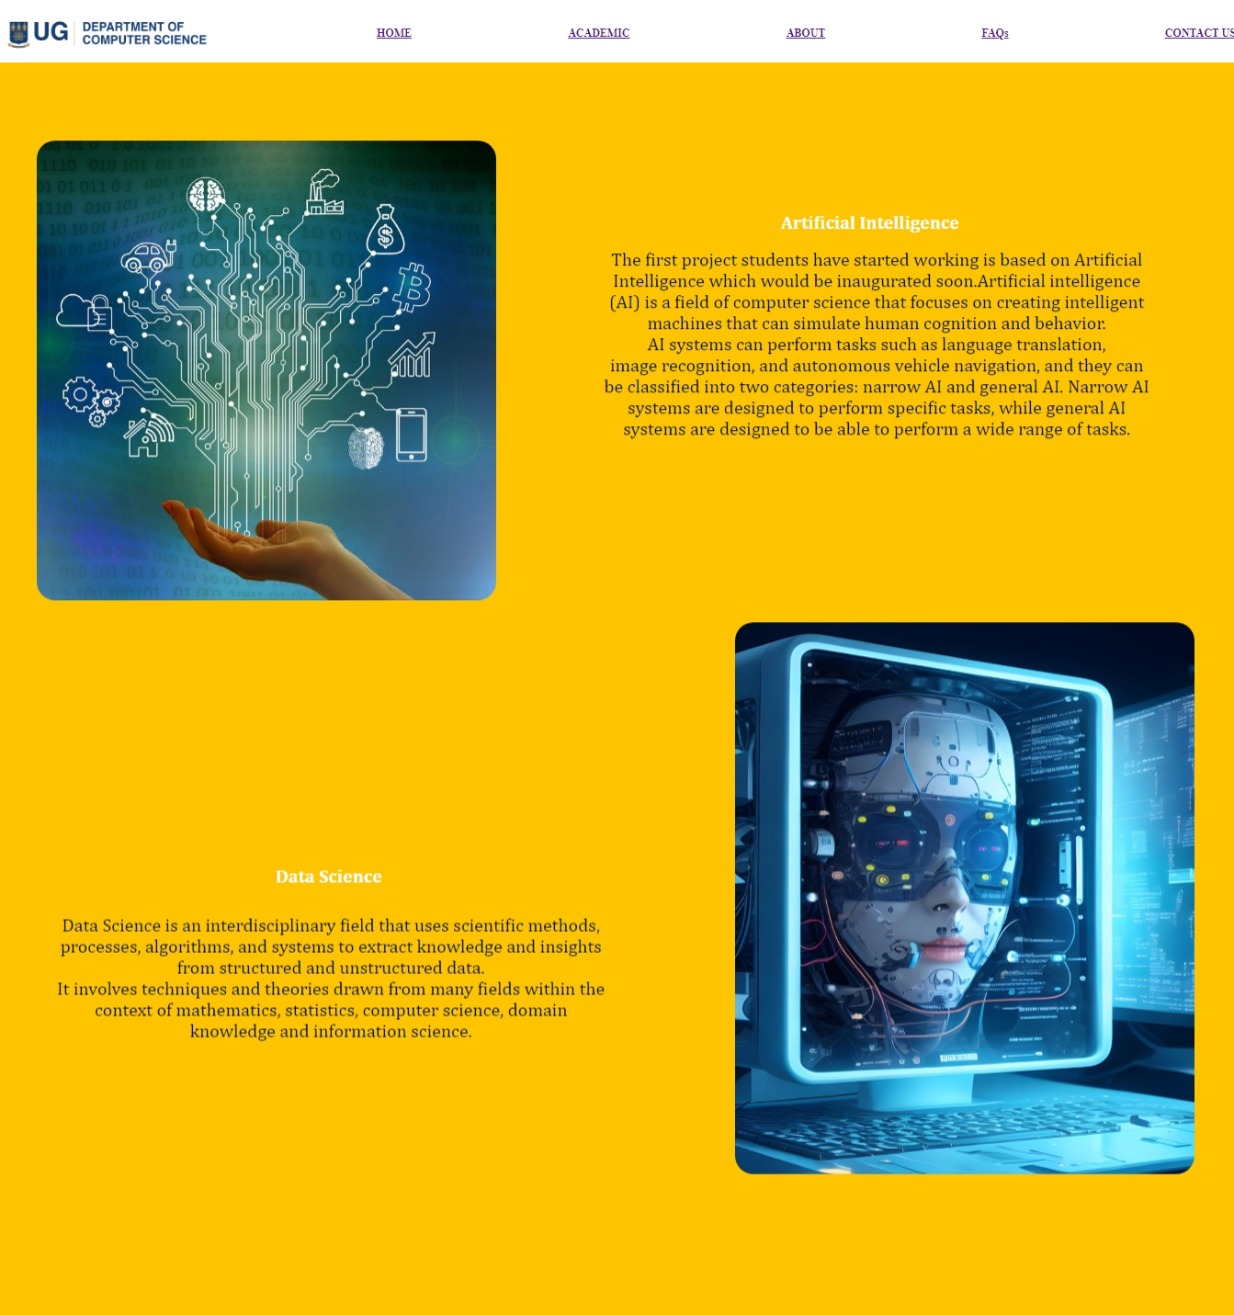 UG DEPARTMENT OF
COMPUTER SCIENCE
HOME ACADEMIC ABOUT FAQs CONTACT US
Artificial Intelligence
The first project students have started working is based on Artificial
Intelligence which would be inaugurated soon.Artificial intelligence
(AI) is a field of computer science that focuses on creating intelligent
machines that can simulate human cognition and behavior.
AI systems can perform tasks such as language translation,
image recognition, and autonomous vehicle navigation, and they can
be classified into two categories: narrow AI and general AI. Narrow AI
systems are designed to perform specific tasks, while general AI
systems are designed to be able to perform a wide range of tasks.
Data Science
Data Science is an interdisciplinary field that uses scientific methods,
processes, algorithms, and systems to extract knowledge and insights
from structured and unstructured data.
It involves techniques and theories drawn from many fields within the
context of mathematics, statistics, computer science, domain
knowledge and information science.